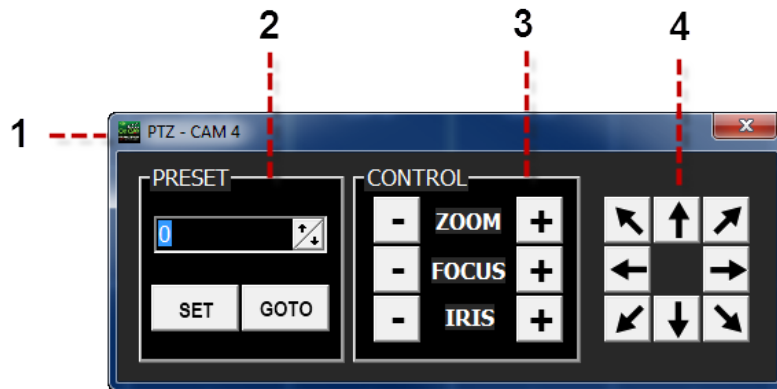 2
3
4
1
PTZ - CAM 4
X
PRESET
CONTROL
0
- ZOOM +
- FOCUS +
SET GOTO
- IRIS +